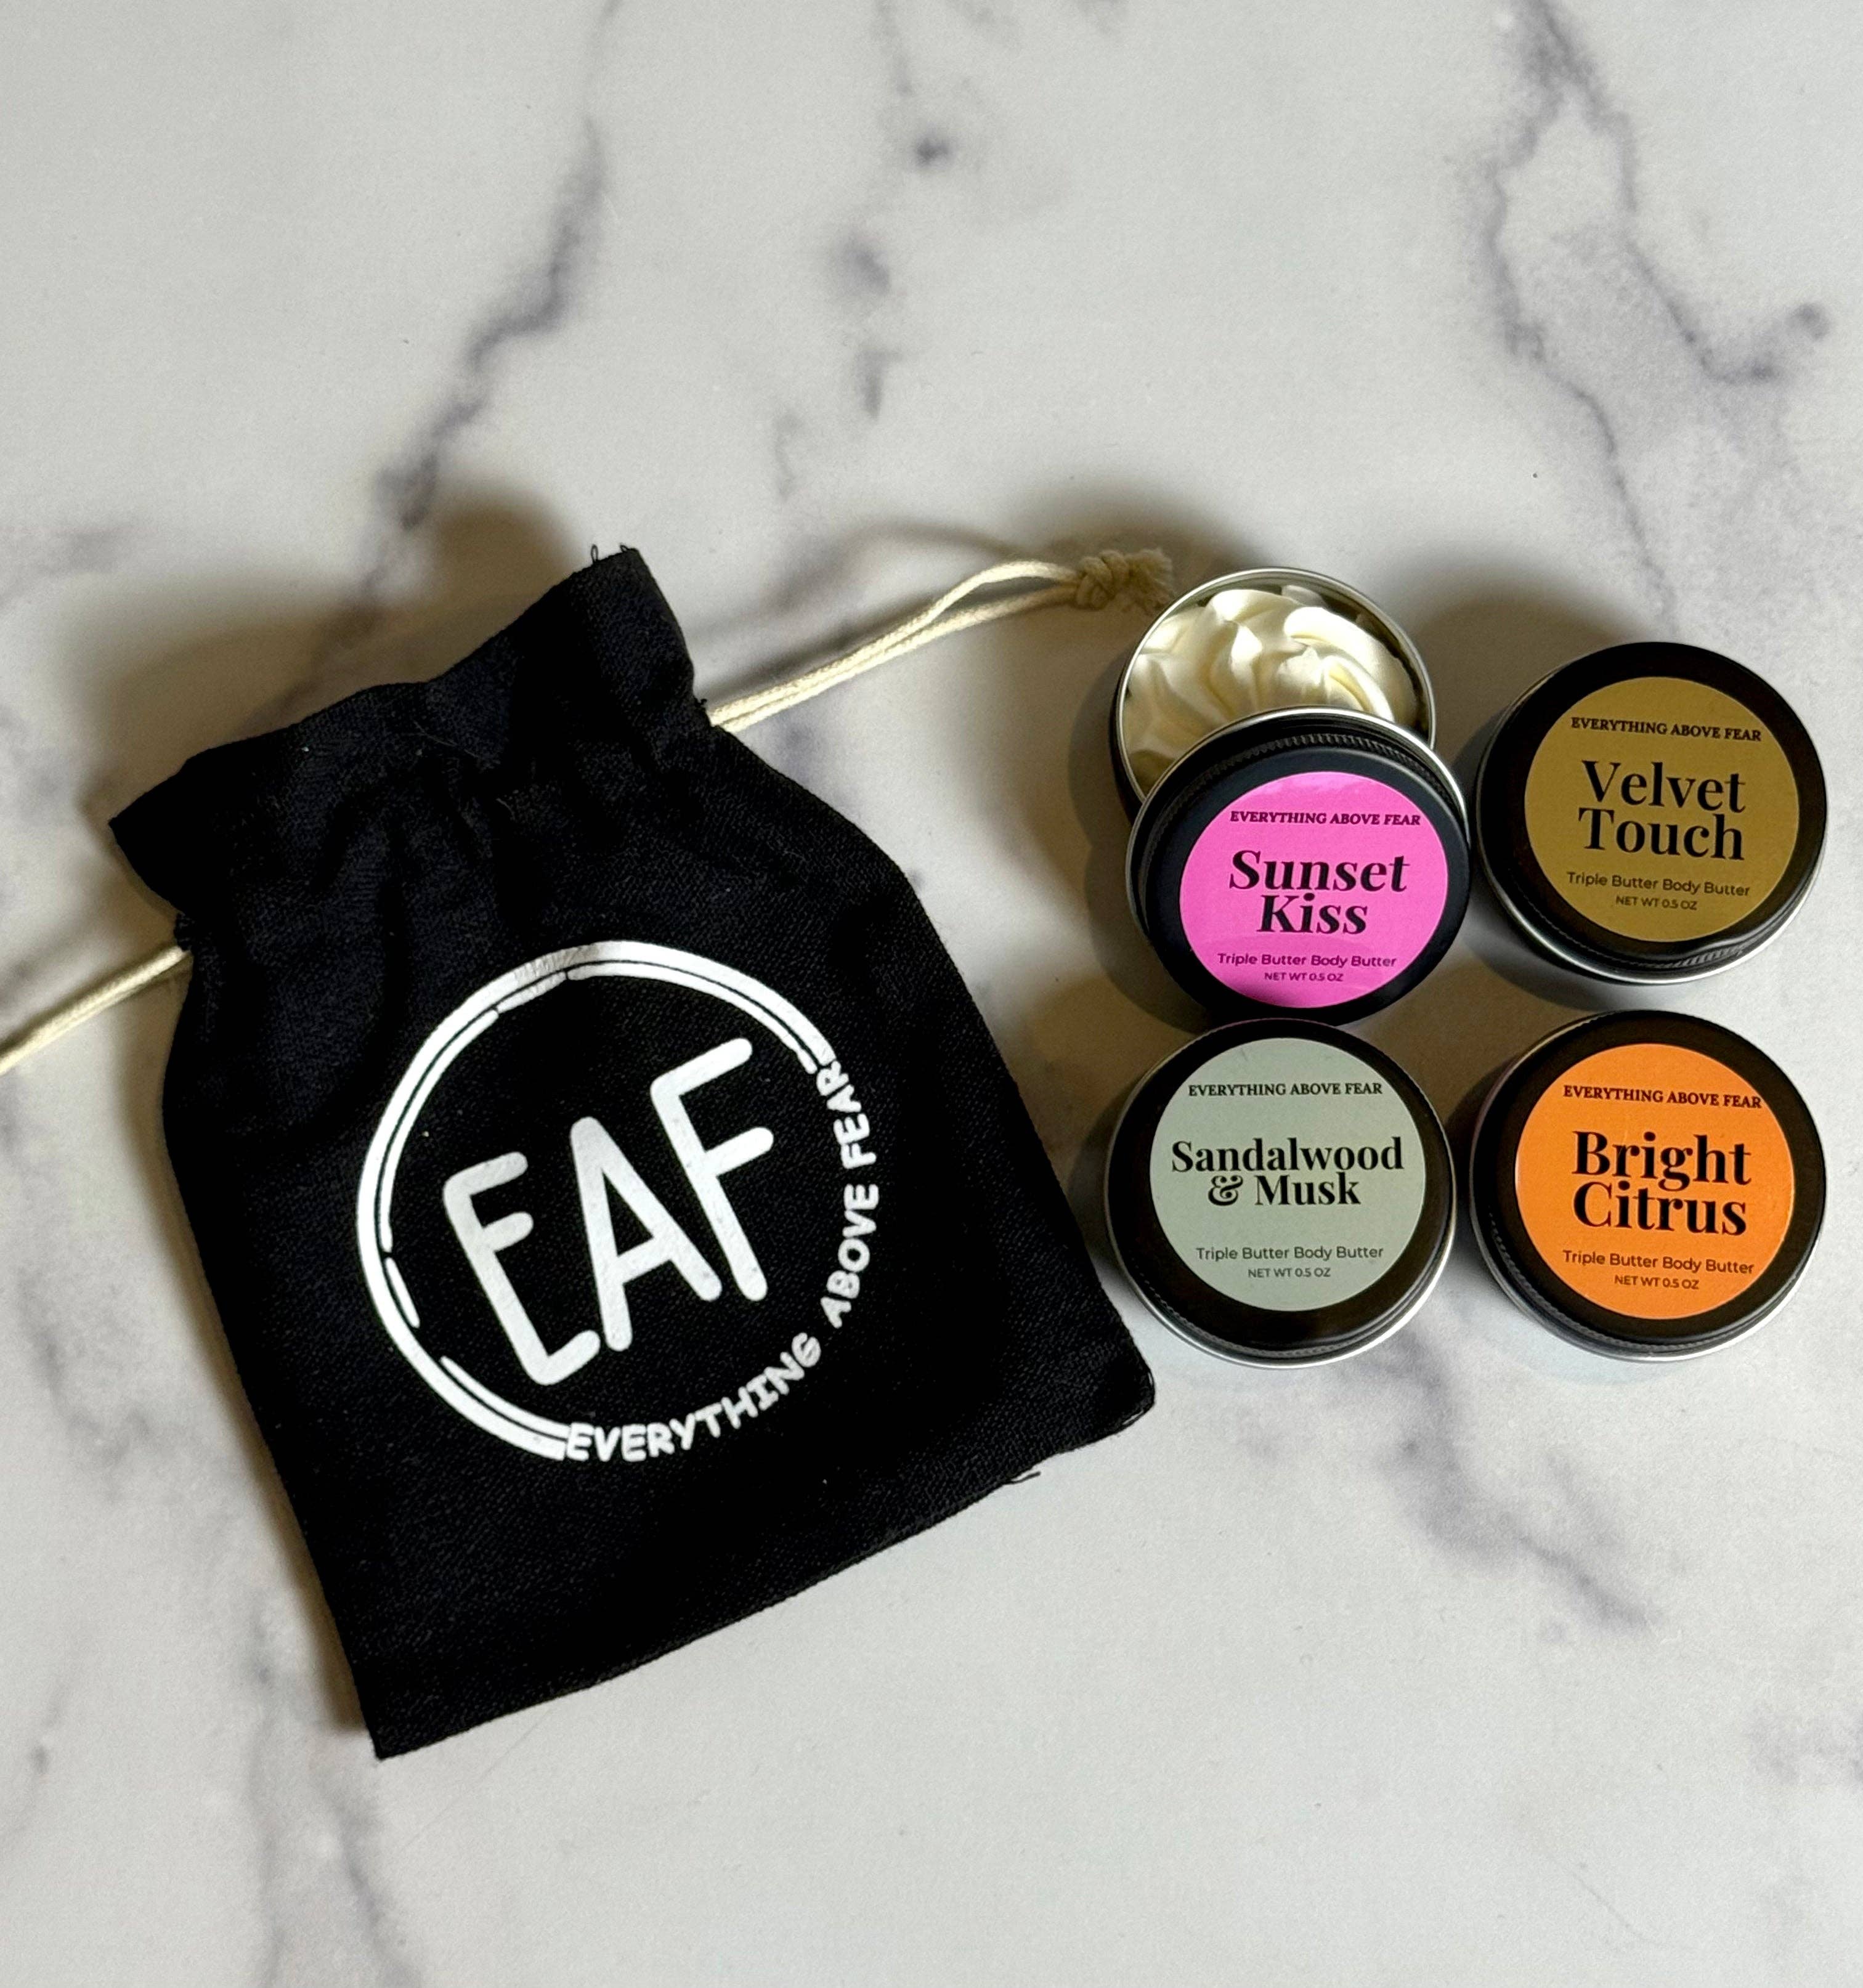 EAF
EVERYTHING ABOVE FEAR
EVERYTHING ABOVE FEAR
Sunset
Kiss
Triple Butter Body Butter
NET WT 0.5 OZ
EVERYTHING ABOVE FEAR
Velvet
Touch
Triple Butter Body Butter
NET WT 0.5 OZ
EVERYTHING ABOVE FEAR
Sandalwood
& Musk
Triple Butter Body Butter
NET WT 0.5 OZ
EVERYTHING ABOVE FEAR
Bright
Citrus
Triple Butter Body Butter
NET WT 0.5 OZ